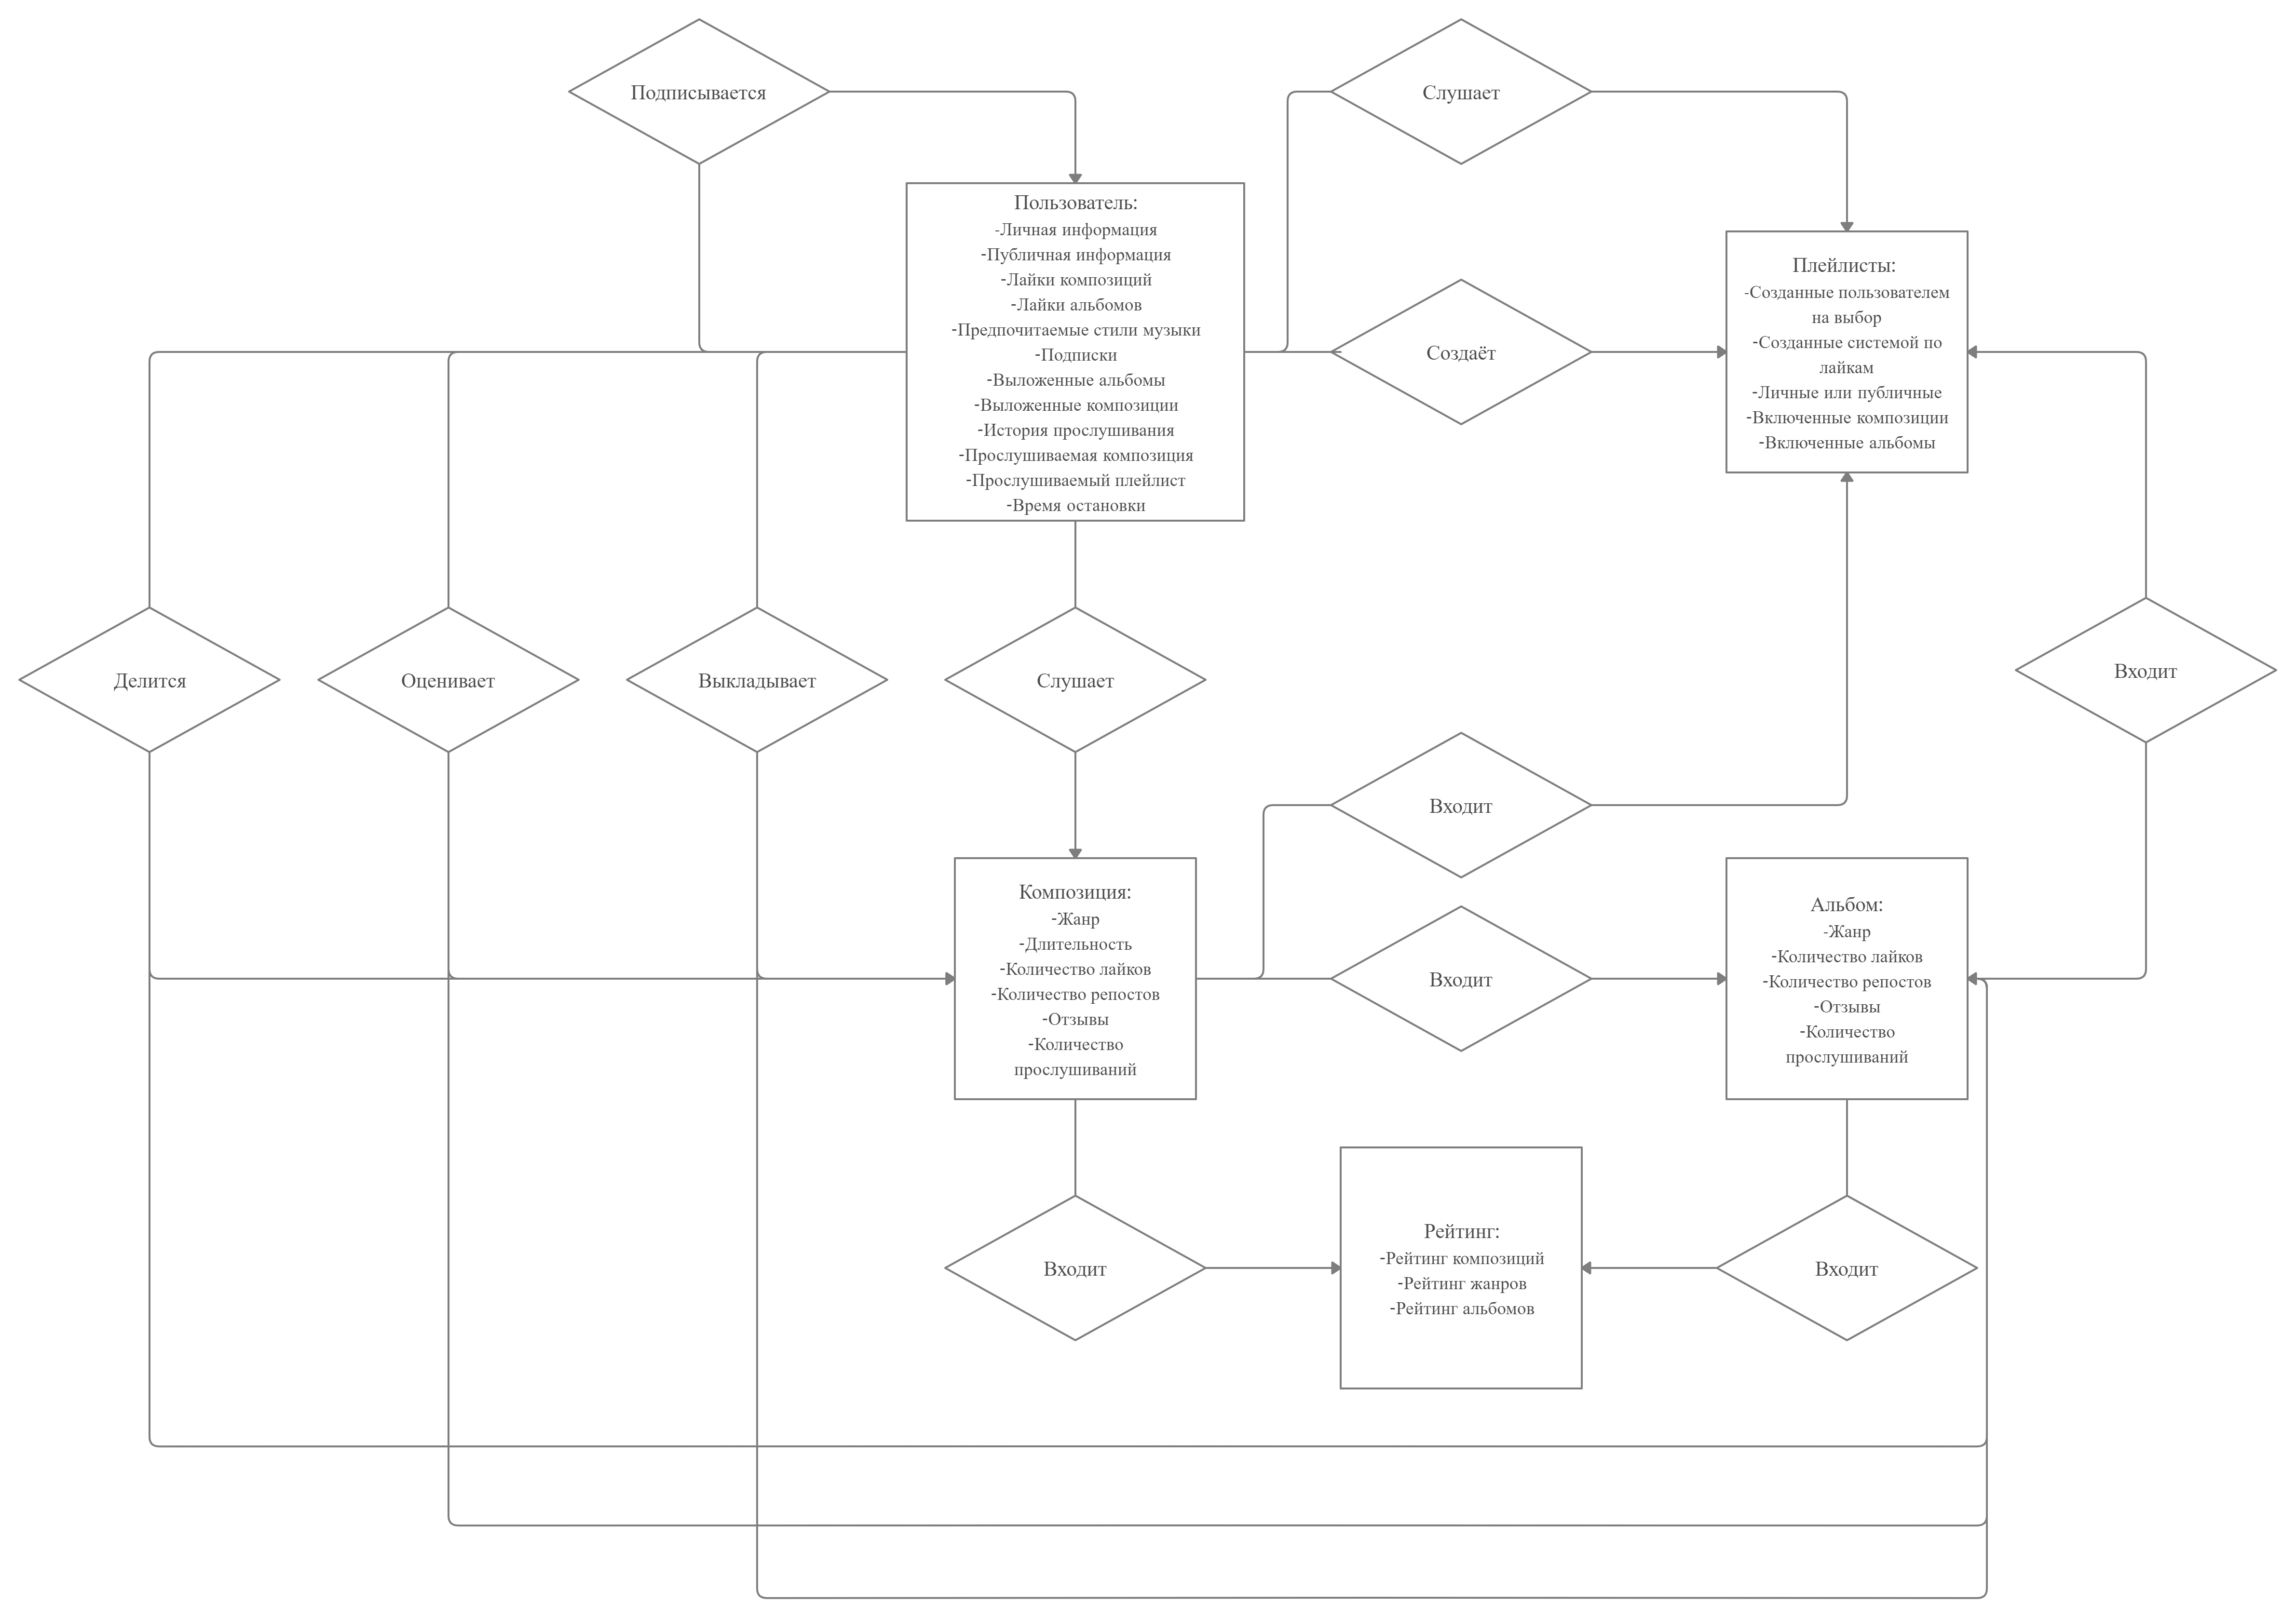 Подписывается
Слушает
Пользователь:
-Личная информация
-Публичная информация
-Лайки композиций
-Лайки альбомов
-Предпочитаемые стили музыки
-Подписки
-Выложенные альбомы
-Выложенные композиции
-История прослушивания
-Прослушиваемая композиция
-Прослушиваемый плейлист
-Время остановки
Создаёт
Плейлисты:
-Созданные пользователем
на выбор
-Созданные системой по
лайкам
-Личные или публичные
-Включенные композиции
-Включенные альбомы
Делится
Оценивает
Выкладывает
Слушает
Входит
Входит
Композиция:
-Жанр
-Длительность
-Количество лайков
-Количество репостов
-Отзывы
-Количество
прослушиваний
Входит
Альбом:
-Жанр
-Количество лайков
-Количество репостов
-Отзывы
-Количество
прослушиваний
Входит
Рейтинг:
-Рейтинг композиций
-Рейтинг жанров
-Рейтинг альбомов
Входит